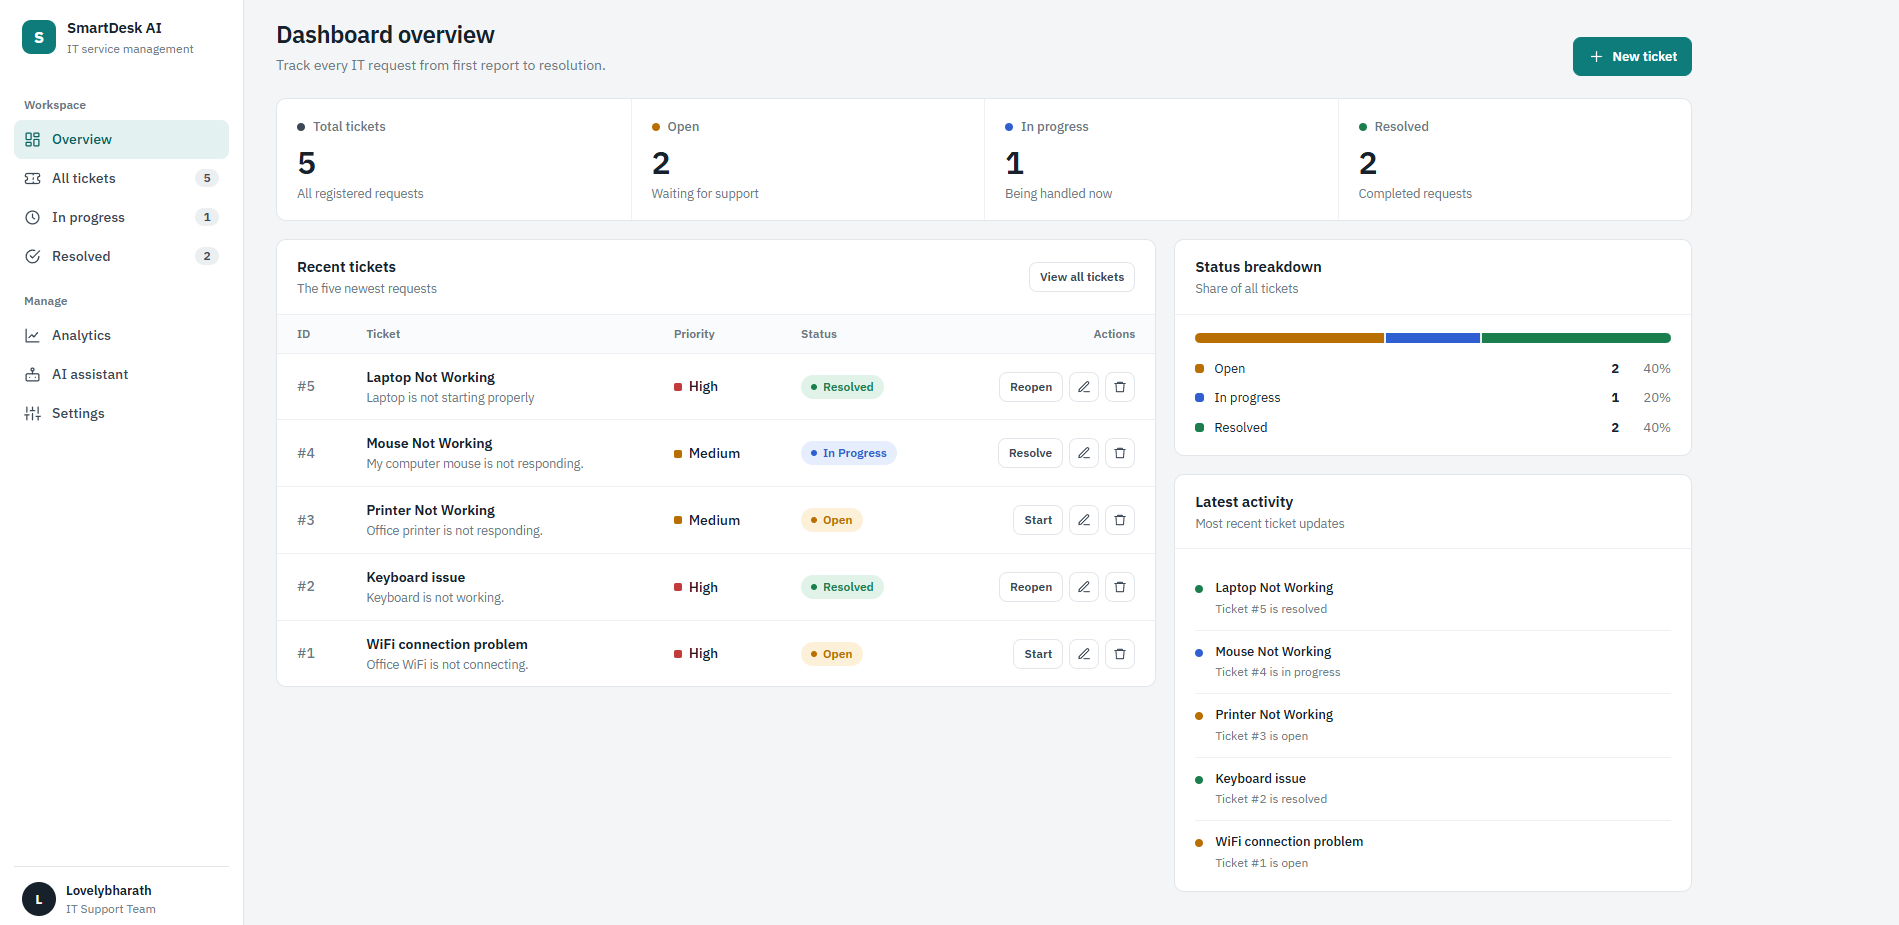 S
SmartDesk AI
IT service management
Workspace
Overview
All tickets 5
In progress 1
Resolved 2
Manage
Analytics
AI assistant
Settings
L
Lovelybharath
IT Support Team
Dashboard overview
Track every IT request from first report to resolution.
New ticket
Total tickets
5
All registered requests
Open
2
Waiting for support
In progress
1
Being handled now
Resolved
2
Completed requests
Recent tickets
The five newest requests
View all tickets
ID Ticket Priority Status Actions
#5 Laptop Not Working High Resolved Reopen
Laptop is not starting properly
#4 Mouse Not Working Medium In Progress Resolve
My computer mouse is not responding.
#3 Printer Not Working Medium Open Start
Office printer is not responding.
#2 Keyboard issue High Resolved Reopen
Keyboard is not working.
#1 WiFi connection problem High Open Start
Office WiFi is not connecting.
Status breakdown
Share of all tickets
Open 2 40%
In progress 1 20%
Resolved 2 40%
Latest activity
Most recent ticket updates
Laptop Not Working
Ticket #5 is resolved
Mouse Not Working
Ticket #4 is in progress
Printer Not Working
Ticket #3 is open
Keyboard issue
Ticket #2 is resolved
WiFi connection problem
Ticket #1 is open